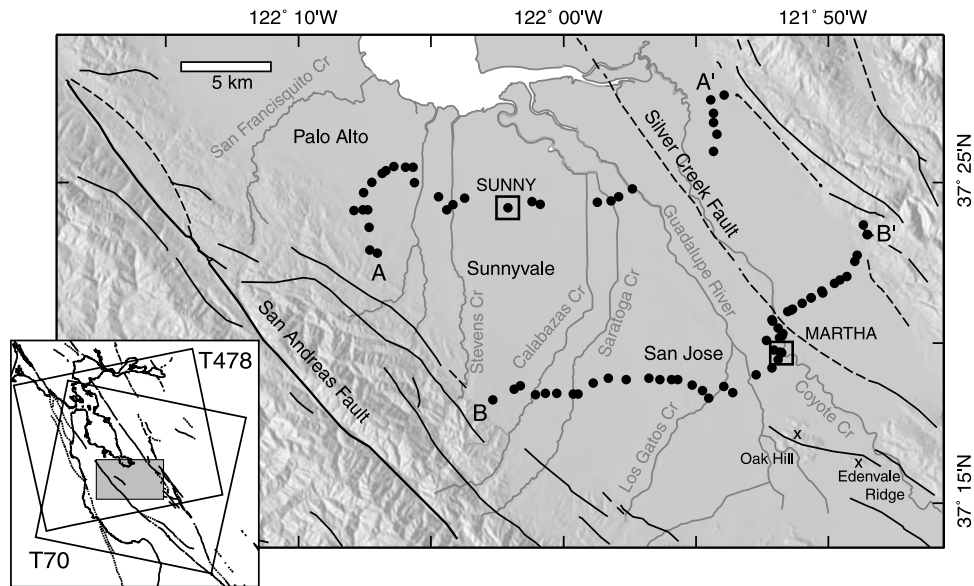 122° 10'W
122° 00'W
121° 50'W
5 km
San Francisquito Cr
Palo Alto
A'
Silver Creek Fault
37° 25'N
SUNNY
B'
Guadalupe River
A
Sunnyvale
San Andreas Fault
Stevens Cr
Calabazas Cr
Saratoga Cr
MARTHA
San Jose
T478
B
Coyote Cr
Los Gatos Cr
x
Oak Hill
x
Edenvale
Ridge
37° 15'N
T70